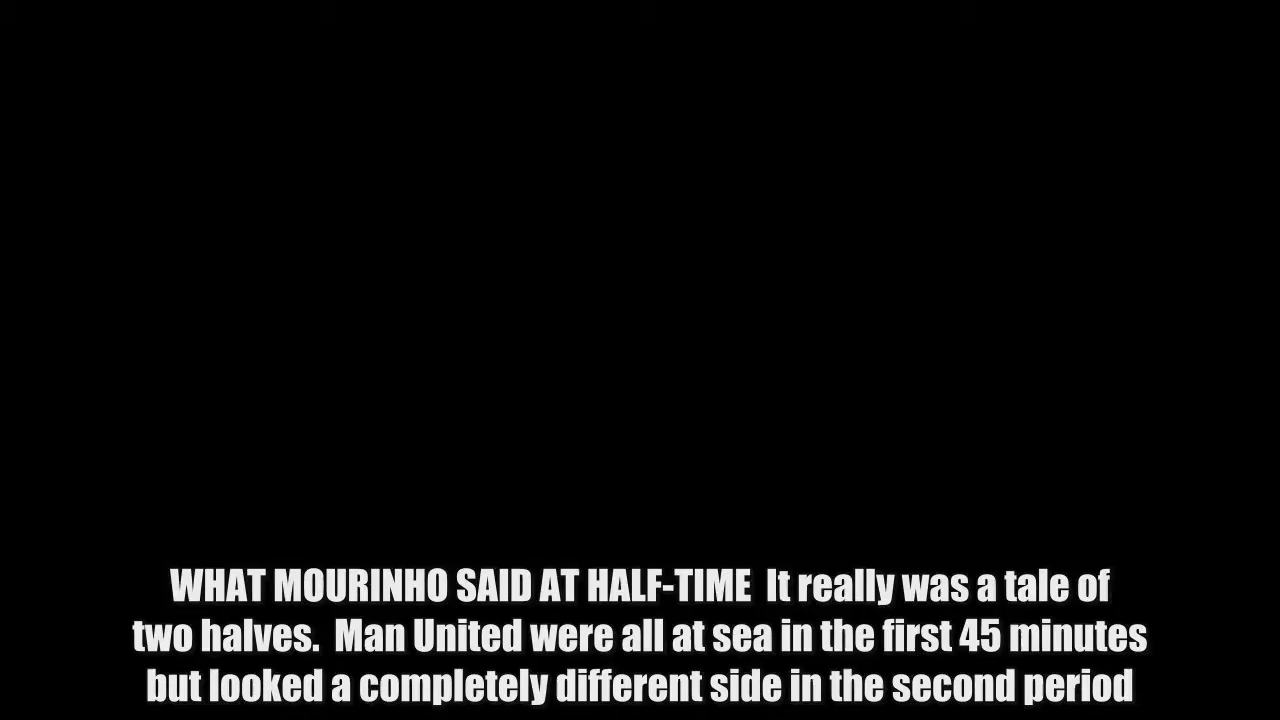 WHAT MOURINHO SAID AT HALF-TIME  It really was a tale of
two halves.  Man United were all at sea in the first 45 minutes
but looked a completely different side in the second period